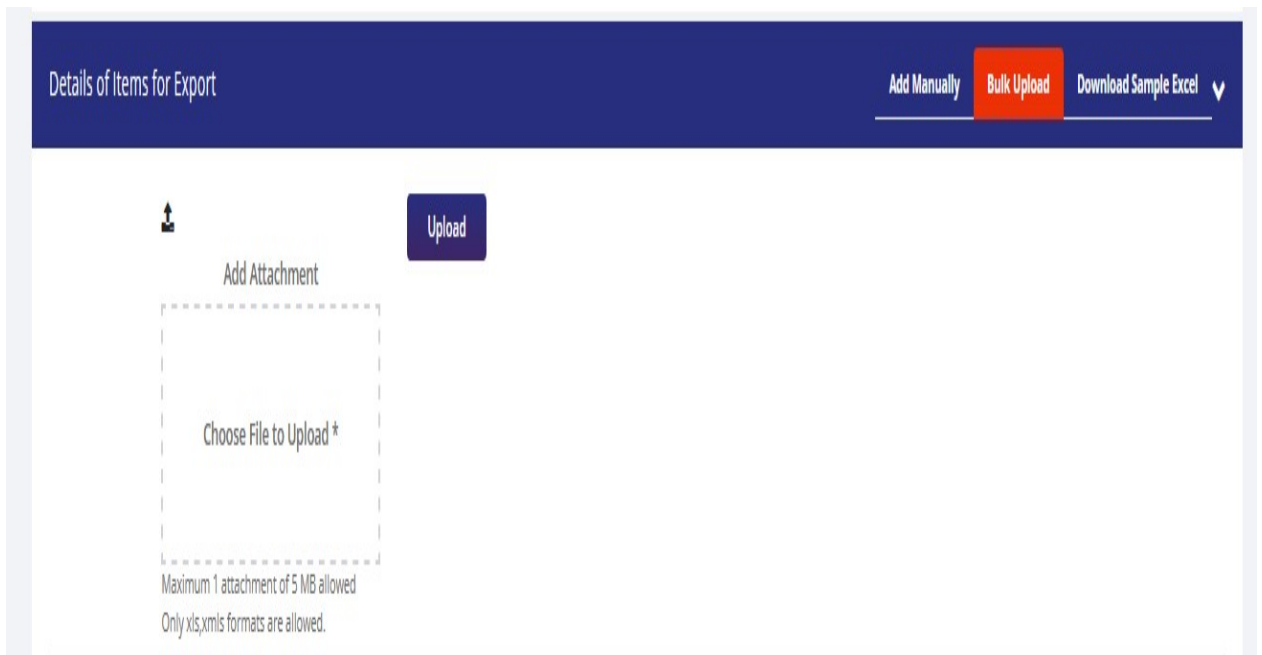 Details of Items for Export
Add Manually
Bulk Upload
Download Sample Excel
Upload
Add Attachment
Choose File to Upload *
Maximum 1 attachment of 5 MB allowed
Only xls,xmls formats are allowed.